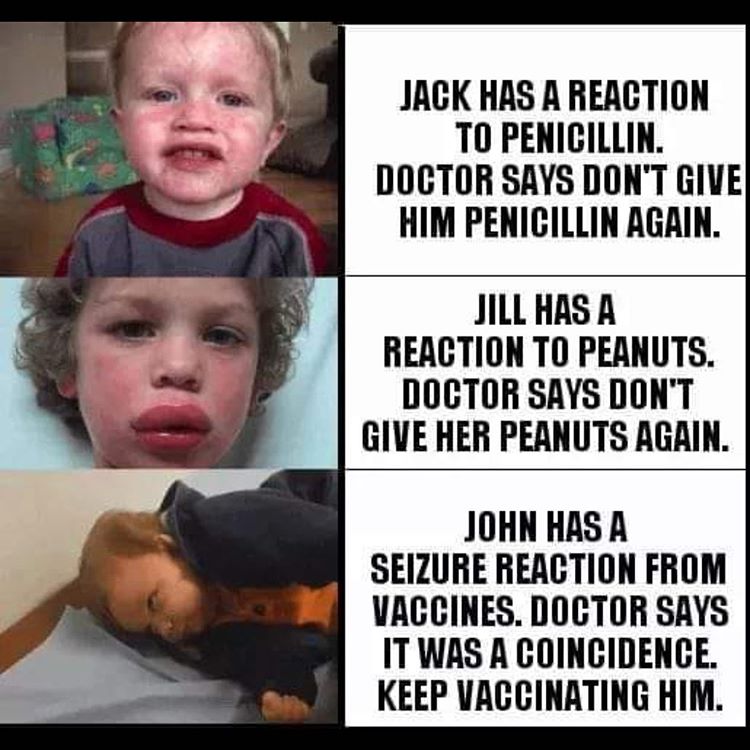 JACK HAS A REACTION
TO PENICILLIN.
DOCTOR SAYS DON'T GIVE
HIM PENICILLIN AGAIN.
JILL HAS A
REACTION TO PEANUTS.
DOCTOR SAYS DON'T
GIVE HER PEANUTS AGAIN.
JOHN HAS A
SEIZURE REACTION FROM
VACCINES. DOCTOR SAYS
IT WAS A COINCIDENCE.
KEEP VACCINATING HIM.